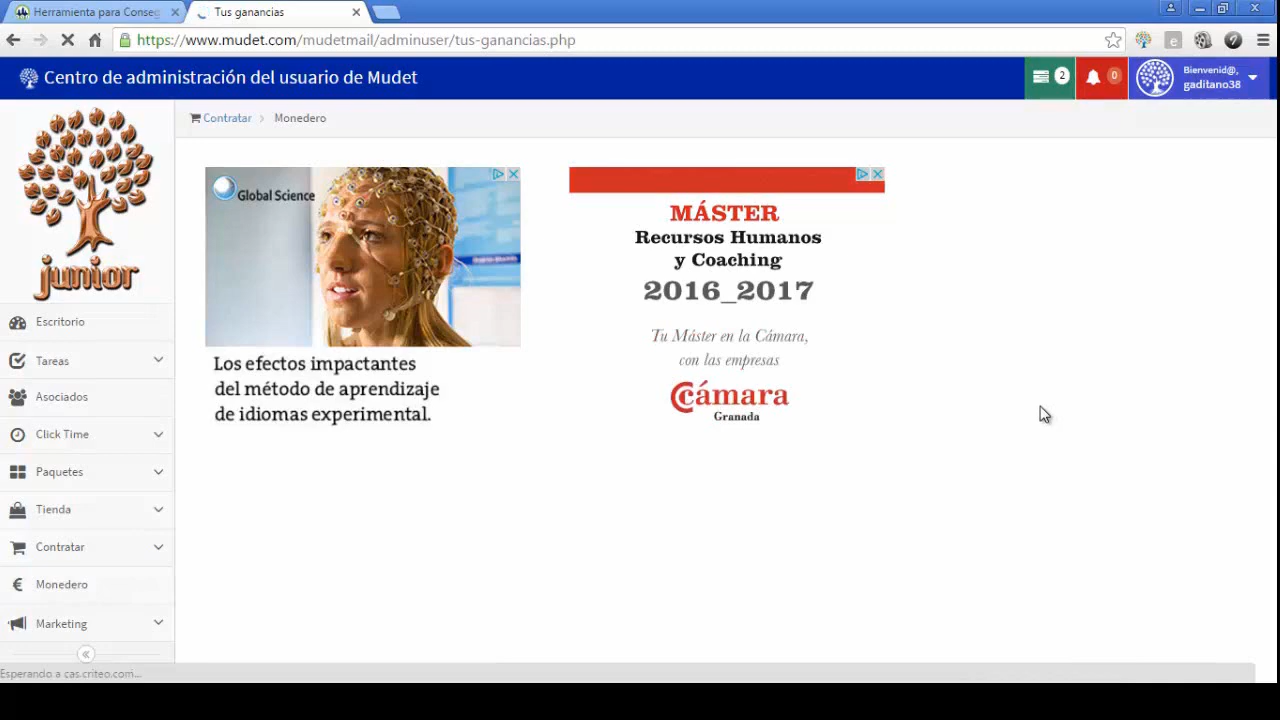 Herramienta para Conseg
Tus ganancias
https://www.mudet.com/mudetmail/adminuser/tus-ganancias.php
Centro de administración del usuario de Mudet
2
0
Bienvenid@,
gaditano38
Contratar
Monedero
junior
Escritorio
Tareas
Asociados
Click Time
Paquetes
Tienda
Contratar
Monedero
Marketing
Global Science
Los efectos impactantes
del método de aprendizaje
de idiomas experimental.
MÁSTER
Recursos Humanos
y Coaching
2016_2017
Tu Máster en la Cámara,
con las empresas
cámara
Granada
Esperando a cas.criteo.com...